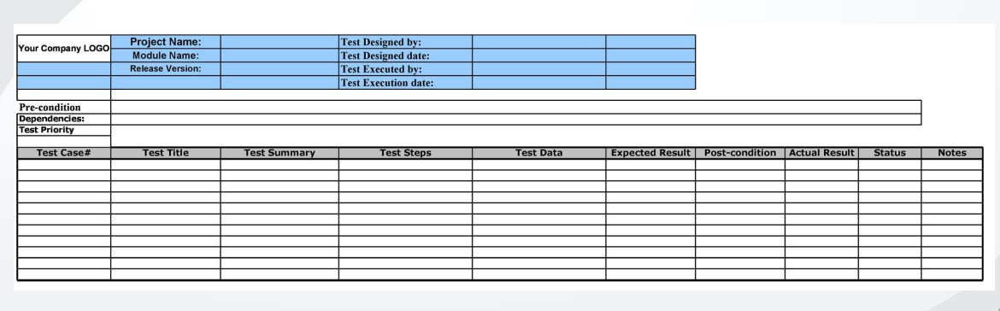 Your Company LOGO
Project Name:
Test Designed by:
Module Name:
Test Designed date:
Release Version:
Test Executed by:
Test Execution date:
Pre-condition
Dependencies:
Test Priority
Test Case# Test Title Test Summary Test Steps Test Data Expected Result Post-condition Actual Result Status Notes